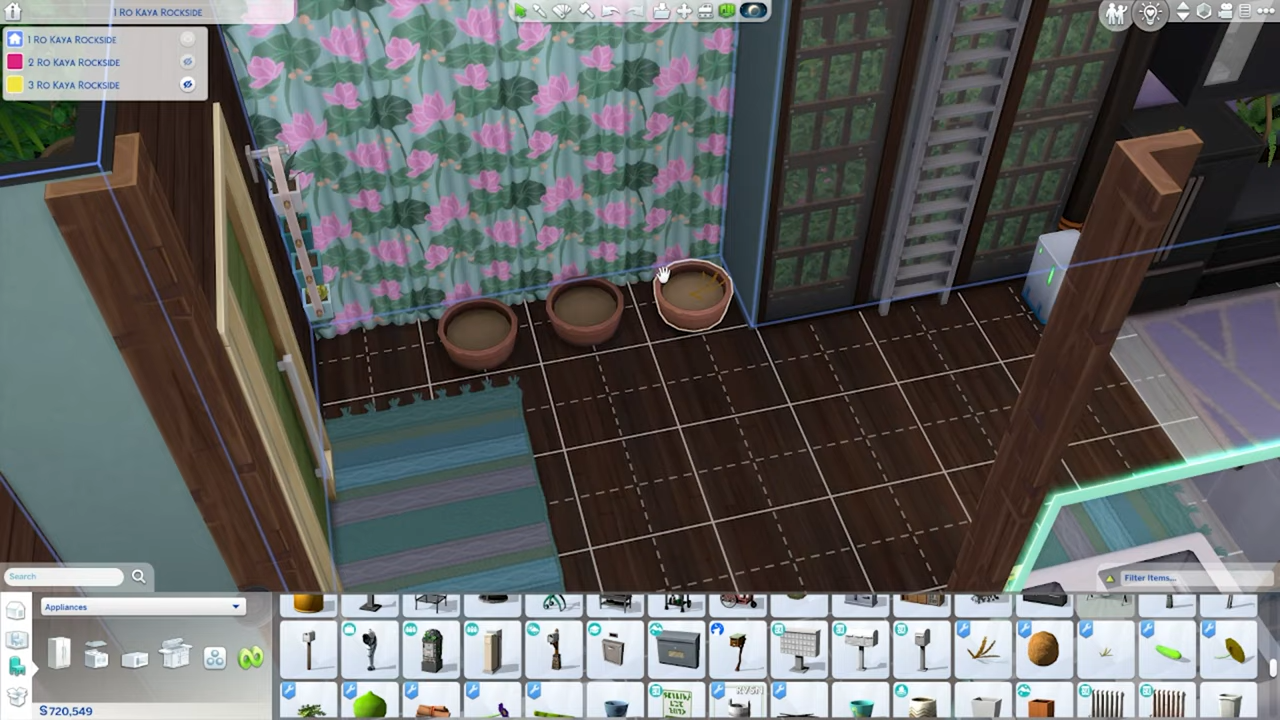 1 Ro Kaya Rockside
1 Ro Kaya Rockside
2 Ro Kaya Rockside
3 Ro Kaya Rockside
Search
Filter Items...
Appliances
§720,549